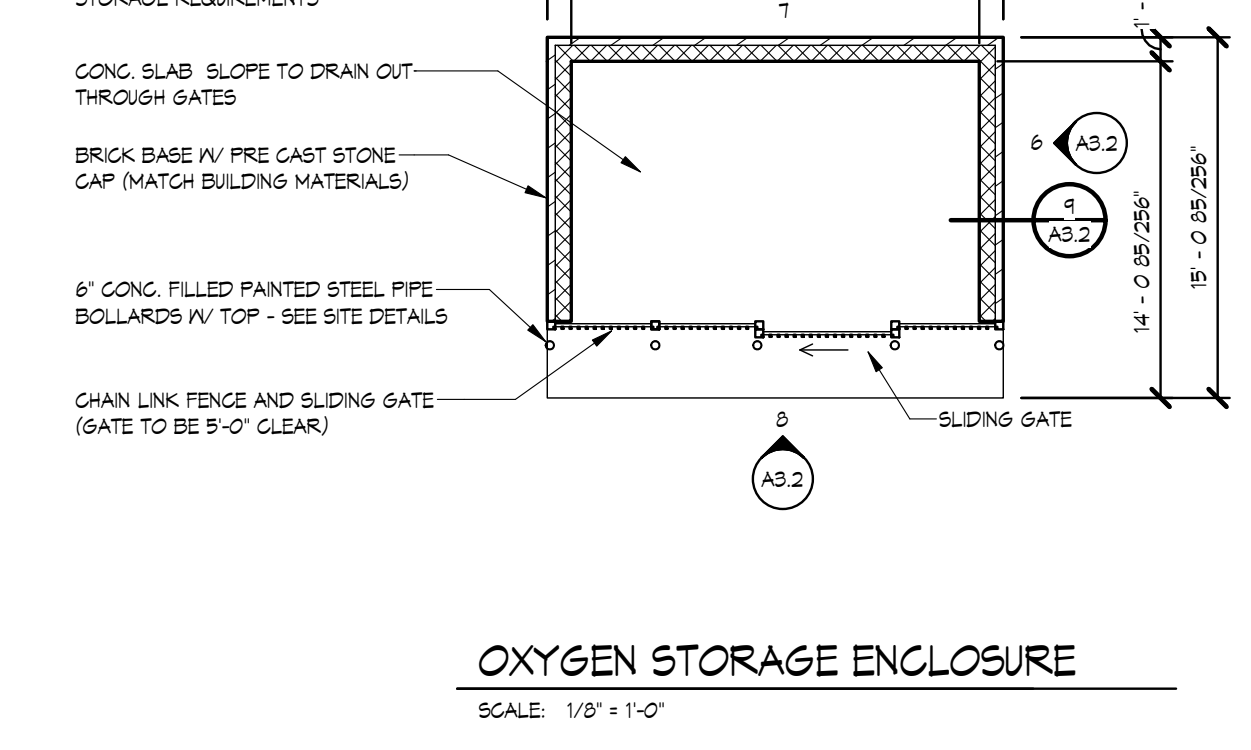 STORAGE REQUIREMENTS
7
1' -
CONC. SLAB SLOPE TO DRAIN OUT
THROUGH GATES
BRICK BASE W/ PRE CAST STONE
CAP (MATCH BUILDING MATERIALS)
6
A3.2
9
A3.2
14' - 0 85/256"
15' - 0 85/256"
6" CONC. FILLED PAINTED STEEL PIPE
BOLLARDS W/ TOP - SEE SITE DETAILS
CHAIN LINK FENCE AND SLIDING GATE
(GATE TO BE 5'-0" CLEAR)
SLIDING GATE
8
A3.2
OXYGEN STORAGE ENCLOSURE
SCALE: 1/8" = 1'-0"